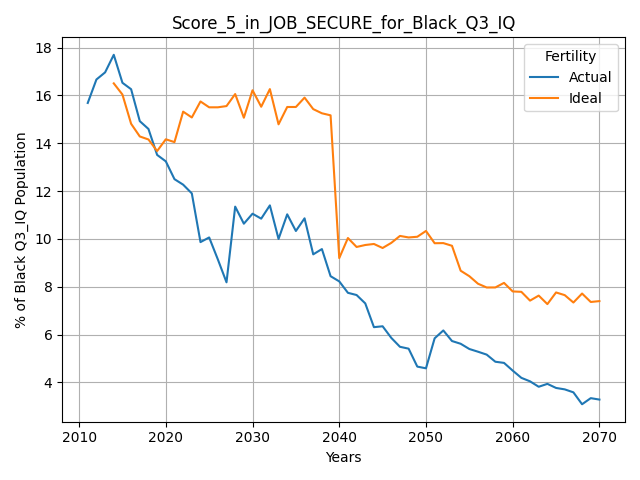 Score_5_in_JOB_SECURE_for_Black_Q3_IQ
Fertility
Actual
Ideal
% of Black Q3_IQ Population
18
16
14
12
10
8
6
4
2010 2020 2030 2040 2050 2060 2070
Years